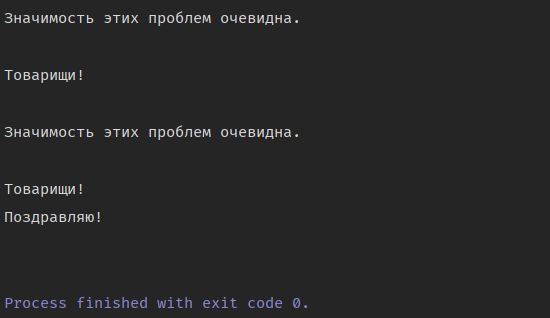 Значимость этих проблем очевидна.
Товарищи!
Значимость этих проблем очевидна.
Товарищи!
Поздравляю!
Process finished with exit code 0.